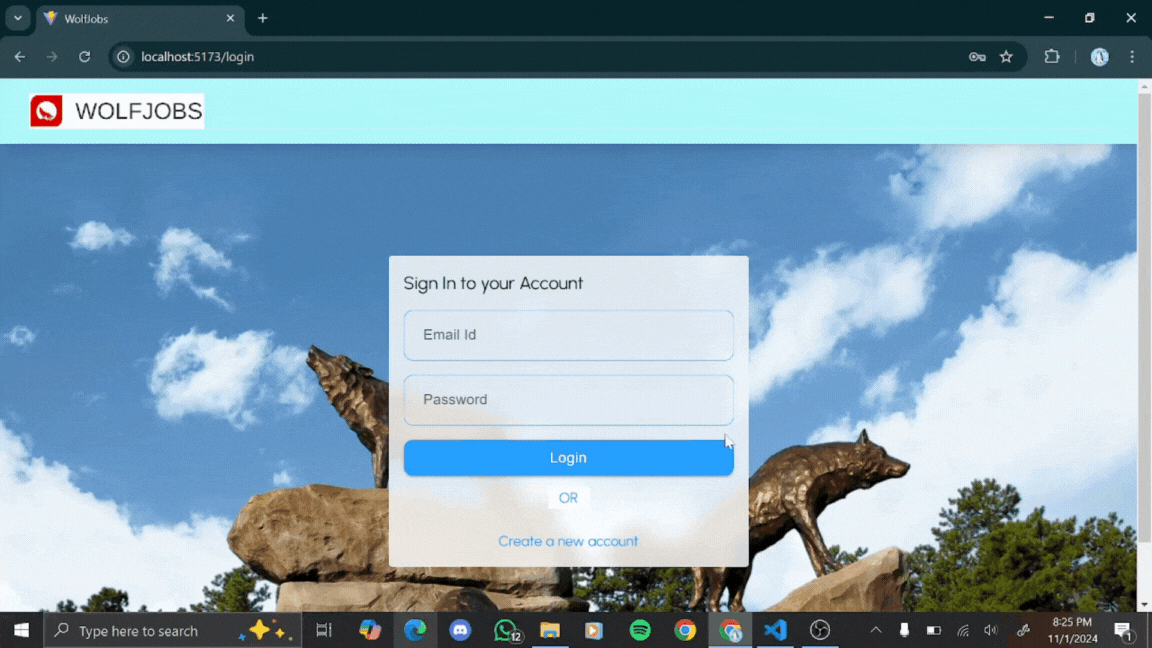 WolfJobs
localhost:5173/login
WOLFJOBS
Sign In to your Account
Email Id
Password
Login
OR
Create a new account
Type here to search
12
8:25 PM
11/1/2024
1